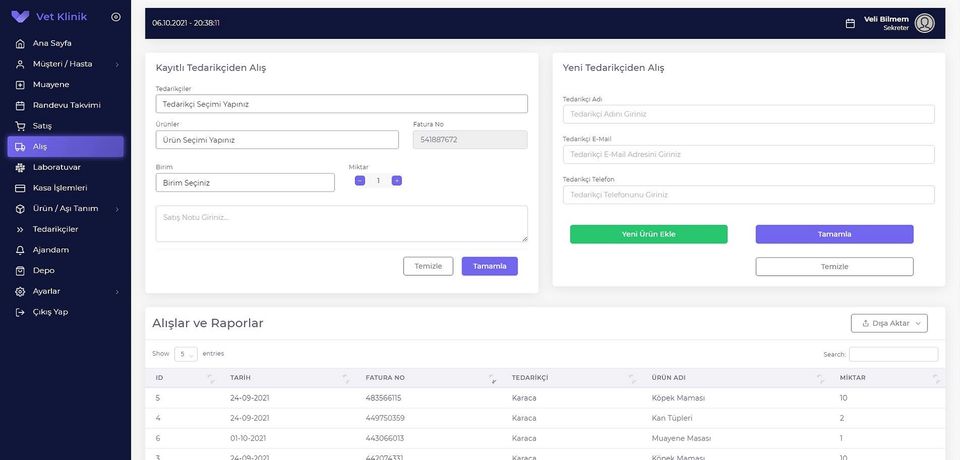 Vet Klinik
Ana Sayfa
Müşteri / Hasta
Muayene
Randevu Takvimi
Satış
Alış
Laboratuvar
Kasa İşlemleri
Ürün / Aşı Tanım
Tedarikçiler
Ajandam
Depo
Ayarlar
Çıkış Yap
06.10.2021 - 20:38:11
Veli Bilmem
Sekreter
Kayıtlı Tedarikçiden Alış
Tedarikçiler
Tedarikçi Seçimi Yapınız
Ürünler
Fatura No
Ürün Seçimi Yapınız
541887672
Birim
Miktar
Birim Seçiniz
- 1 +
Satış Notu Giriniz...
Temizle
Tamamla
Yeni Tedarikçiden Alış
Tedarikçi Adı
Tedarikçi Adını Giriniz
Tedarikçi E-Mail
Tedarikçi E-Mail Adresini Giriniz
Tedarikçi Telefon
Tedarikçi Telefonunu Giriniz
Yeni Ürün Ekle
Tamamla
Temizle
Alışlar ve Raporlar
Dışa Aktar
Show 5 entries
Search:
ID TARİH FATURA NO TEDARİKÇİ ÜRÜN ADI MİKTAR
5 24-09-2021 483566115 Karaca Köpek Maması 10
4 24-09-2021 449750359 Karaca Kan Tüpleri 2
6 01-10-2021 443066013 Karaca Muayene Masası 1
3 24-09-2021 442074331 Karaca Köpek Maması 10